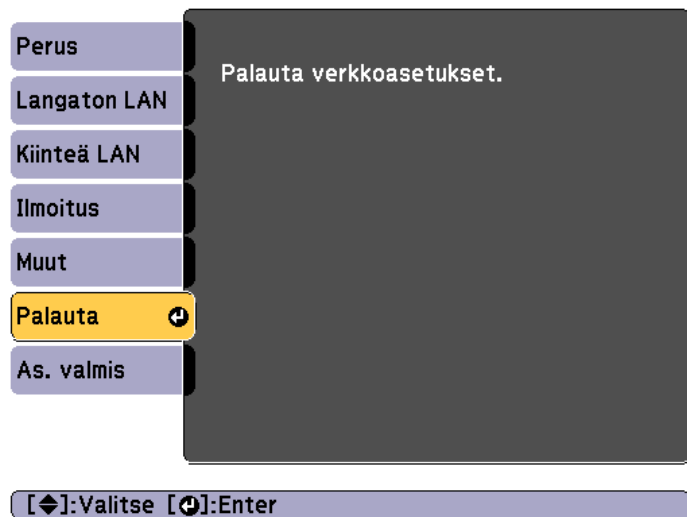 Perus
Langaton LAN
Kiinteä LAN
Ilmoitus
Muut
Palauta
As. valmis
Palauta verkkoasetukset.
[◆]:Valitse [⏎]:Enter